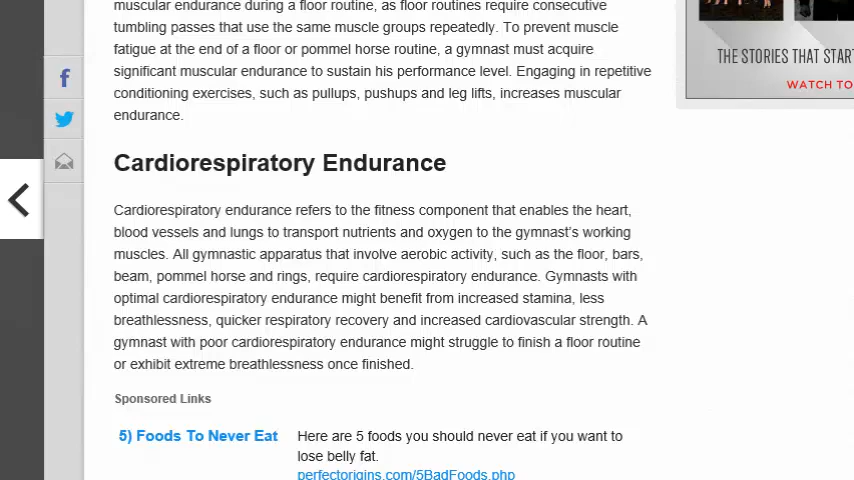 muscular endurance during a floor routine, as floor routines require consecutive
tumbling passes that use the same muscle groups repeatedly. To prevent muscle
fatigue at the end of a floor or pommel horse routine, a gymnast must acquire
significant muscular endurance to sustain his performance level. Engaging in repetitive
conditioning exercises, such as pullups, pushups and leg lifts, increases muscular
endurance.
THE STORIES THAT START
WATCH TO
Cardiorespiratory Endurance
Cardiorespiratory endurance refers to the fitness component that enables the heart,
blood vessels and lungs to transport nutrients and oxygen to the gymnast's working
muscles. All gymnastic apparatus that involve aerobic activity, such as the floor, bars,
beam, pommel horse and rings, require cardiorespiratory endurance. Gymnasts with
optimal cardiorespiratory endurance might benefit from increased stamina, less
breathlessness, quicker respiratory recovery and increased cardiovascular strength. A
gymnast with poor cardiorespiratory endurance might struggle to finish a floor routine
or exhibit extreme breathlessness once finished.
Sponsored Links
5) Foods To Never Eat
Here are 5 foods you should never eat if you want to
lose belly fat.
perfectorigins.com/5BadFoods.php